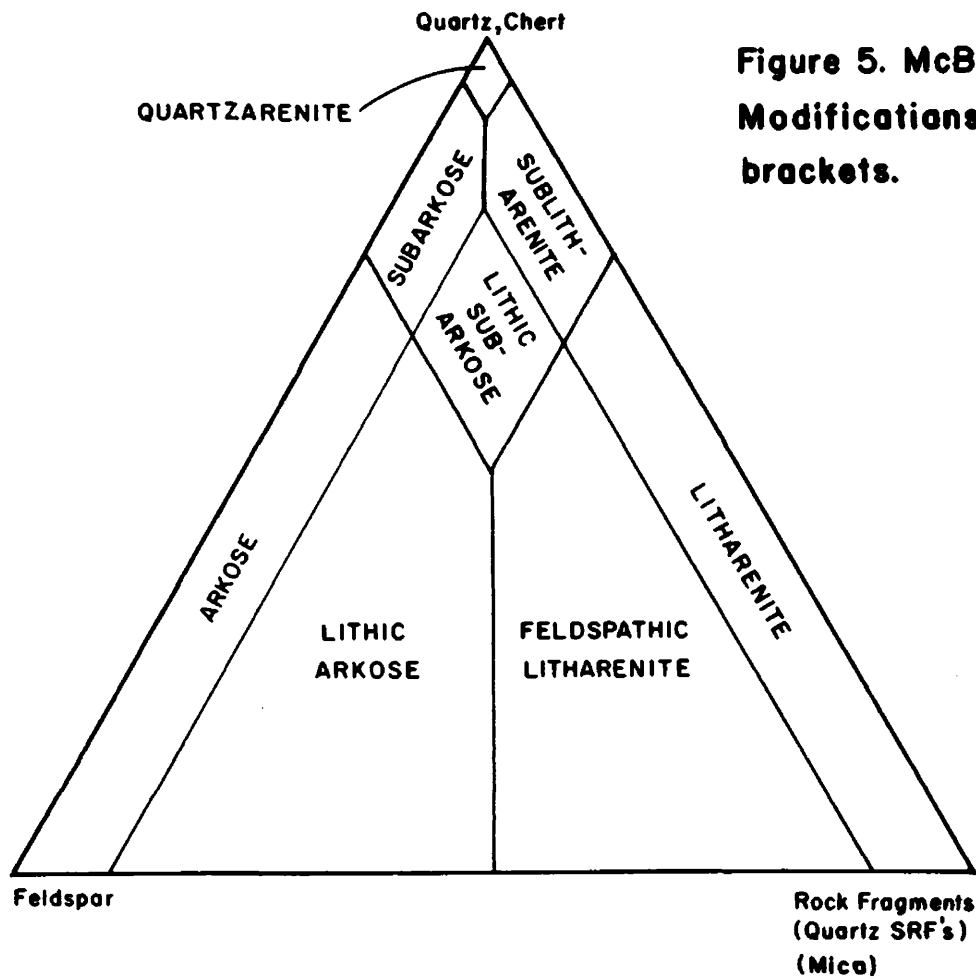 Quartz, Chert
Figure 5. McB
Modifications
brackets.
QUARTZARENITE
SUBARKOSE
SUBLITH-
ARENITE
LITHIC
SUB-
ARKOSE
ARKOSE
LITHARENITE
LITHIC
ARKOSE
FELDSPATHIC
LITHARENITE
Feldspar
Rock Fragments
(Quartz SRF's)
(Mica)